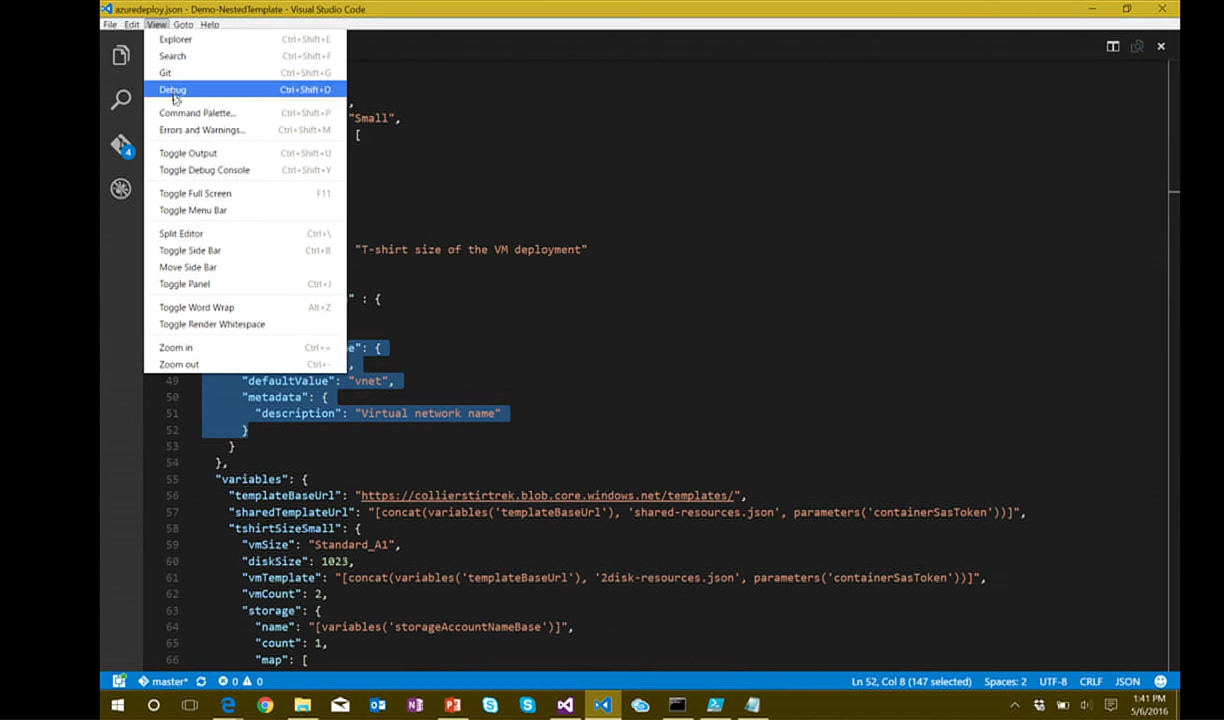 azuredeploy.json - Demo-NestedTemplate - Visual Studio Code
File Edit View Goto Help
Explorer Ctrl+Shift+E
Search Ctrl+Shift+F
Git Ctrl+Shift+G
Debug Ctrl+Shift+D
Command Palette... Ctrl+Shift+P
Errors and Warnings... Ctrl+Shift+M
Toggle Output Ctrl+Shift+U
Toggle Debug Console Ctrl+Shift+Y
Toggle Full Screen F11
Toggle Menu Bar
Split Editor Ctrl+\
Toggle Side Bar Ctrl+B
Move Side Bar
Toggle Panel Ctrl+J
Toggle Word Wrap Alt+Z
Toggle Render Whitespace
Zoom in Ctrl+=
Zoom out Ctrl+-
4
,
"Small",
[
"T-shirt size of the VM deployment"
" : {
e": {
,
49 "defaultValue": "vnet",
50 "metadata": {
51 "description": "Virtual network name"
52 }
53 }
54 },
55 "variables": {
56 "templateBaseUrl": "https://collierstirtrek.blob.core.windows.net/templates/",
57 "sharedTemplateUrl": "[concat(variables('templateBaseUrl'), 'shared-resources.json', parameters('containerSasToken'))]",
58 "tshirtSizeSmall": {
59 "vmSize": "Standard_A1",
60 "diskSize": 1023,
61 "vmTemplate": "[concat(variables('templateBaseUrl'), '2disk-resources.json', parameters('containerSasToken'))]",
62 "vmCount": 2,
63 "storage": {
64 "name": "[variables('storageAccountNameBase')]",
65 "count": 1,
66 "map": [
master* 0 0 Ln 52, Col 8 (147 selected) Spaces: 2 UTF-8 CRLF JSON
1:41 PM
5/6/2016